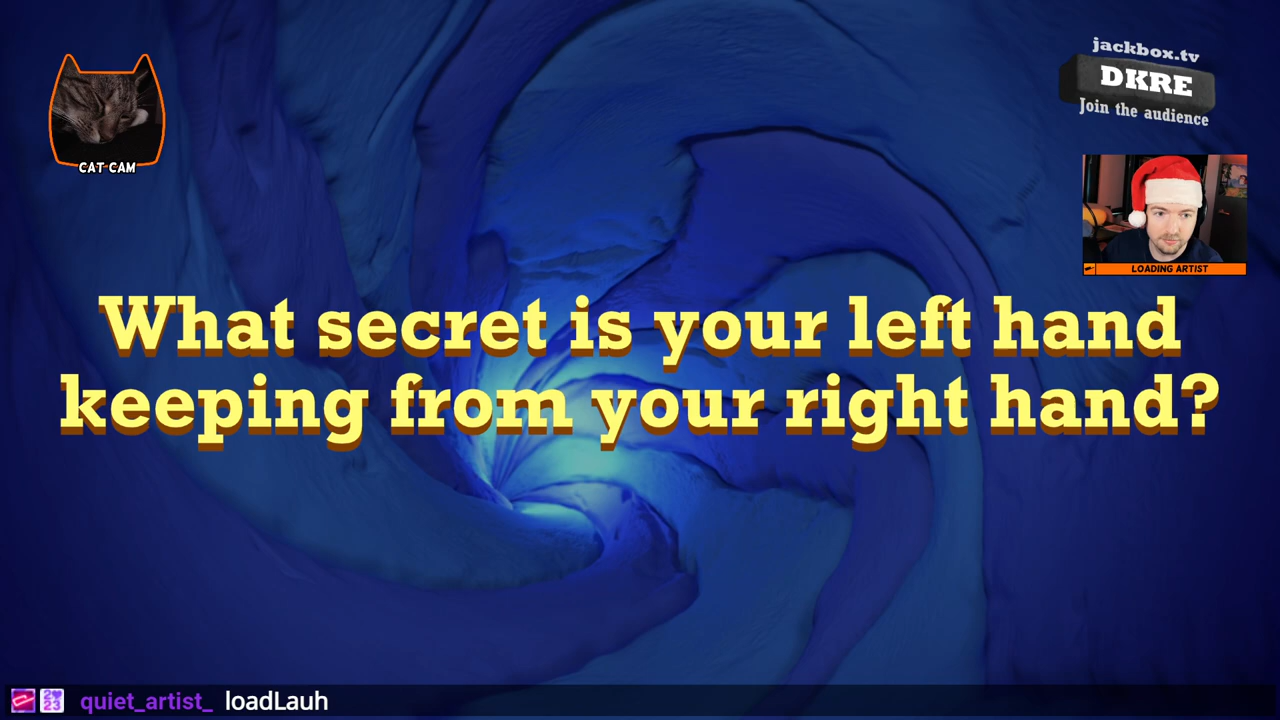 CAT CAM
jackbox.tv
DKRE
Join the audience
LOADING ARTIST
What secret is your left hand
keeping from your right hand?
quiet_artist_ loadLauh